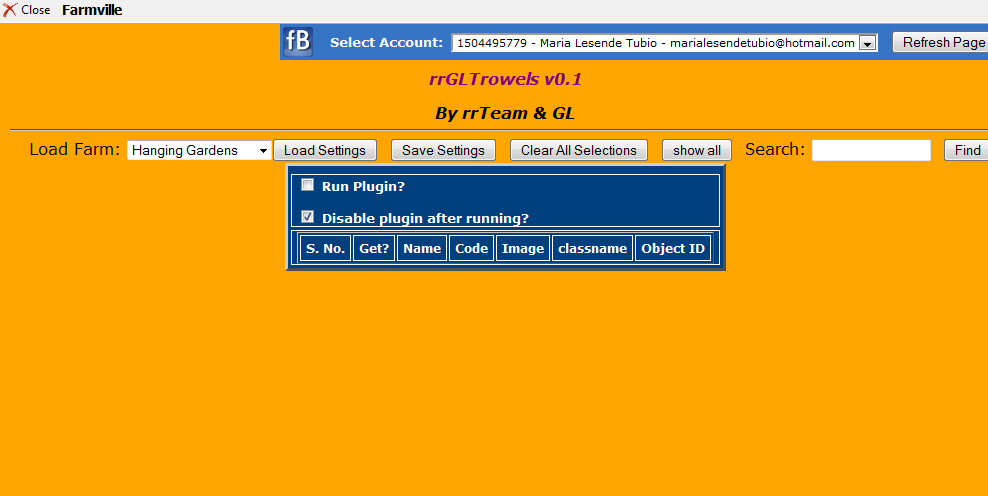 Close Farmville
fB Select Account: 1504495779 - Maria Lesende Tubio - marialesendetubio@hotmail.com Refresh Page
rrGLTrowels v0.1
By rrTeam & GL
Load Farm: Hanging Gardens Load Settings Save Settings Clear All Selections show all Search: Find
Run Plugin?
Disable plugin after running?
S. No. Get? Name Code Image classname Object ID